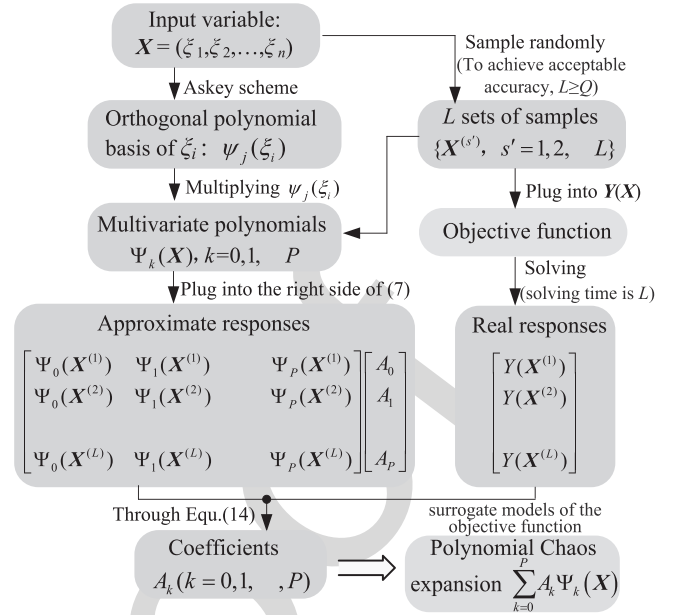 Input variable:
X = (ξ1,ξ2,…,ξn)
Sample randomly
(To achieve acceptable
accuracy, L≥Q)
Askey scheme
Orthogonal polynomial
basis of ξi: ψj(ξi)
L sets of samples
{X(s′), s′=1,2, L}
Multiplying ψj(ξi)
Plug into Y(X)
Multivariate polynomials
Ψk(X), k=0,1, P
Objective function
Plug into the right side of (7)
Solving
(solving time is L)
Approximate responses
Ψ0(X(1)) Ψ1(X(1)) ΨP(X(1)) A0
Ψ0(X(2)) Ψ1(X(2)) ΨP(X(2)) A1
Ψ0(X(L)) Ψ1(X(L)) ΨP(X(L)) AP
Real responses
Y(X(1))
Y(X(2))
Y(X(L))
Through Equ.(14)
surrogate models of the
objective function
Coefficients
Ak(k=0,1, ,P)
Polynomial Chaos
expansion ∑k=0P AkΨk(X)